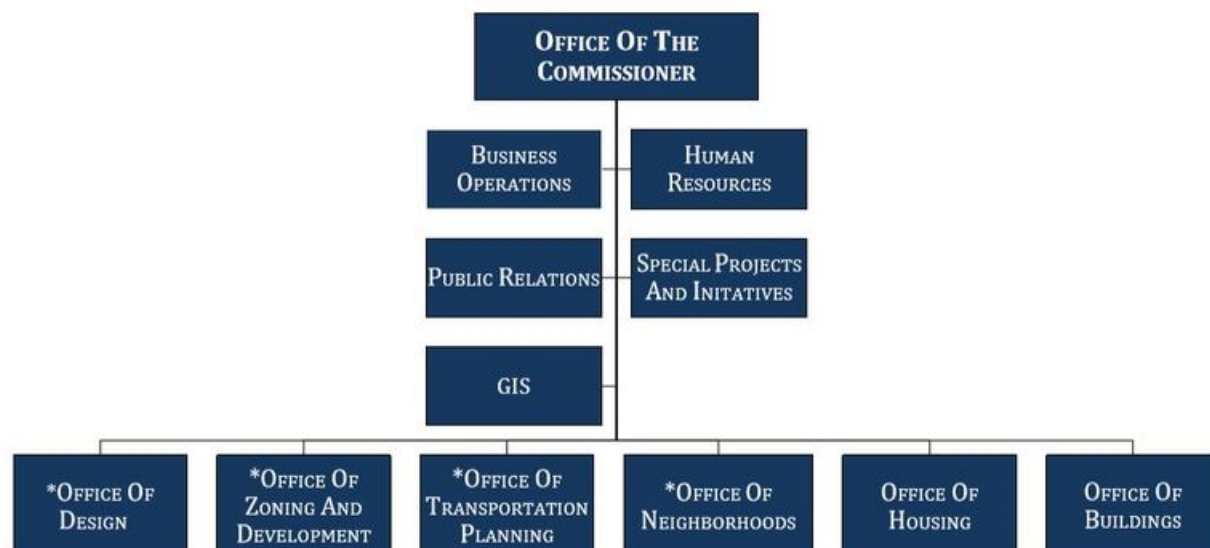 OFFICE OF THE
COMMISSIONER
BUSINESS
OPERATIONS
HUMAN
RESOURCES
PUBLIC RELATIONS
SPECIAL PROJECTS
AND INITATIVES
GIS
*OFFICE OF
DESIGN
*OFFICE OF
ZONING AND
DEVELOPMENT
*OFFICE OF
TRANSPORTATION
PLANNING
*OFFICE OF
NEIGHBORHOODS
OFFICE OF
HOUSING
OFFICE OF
BUILDINGS